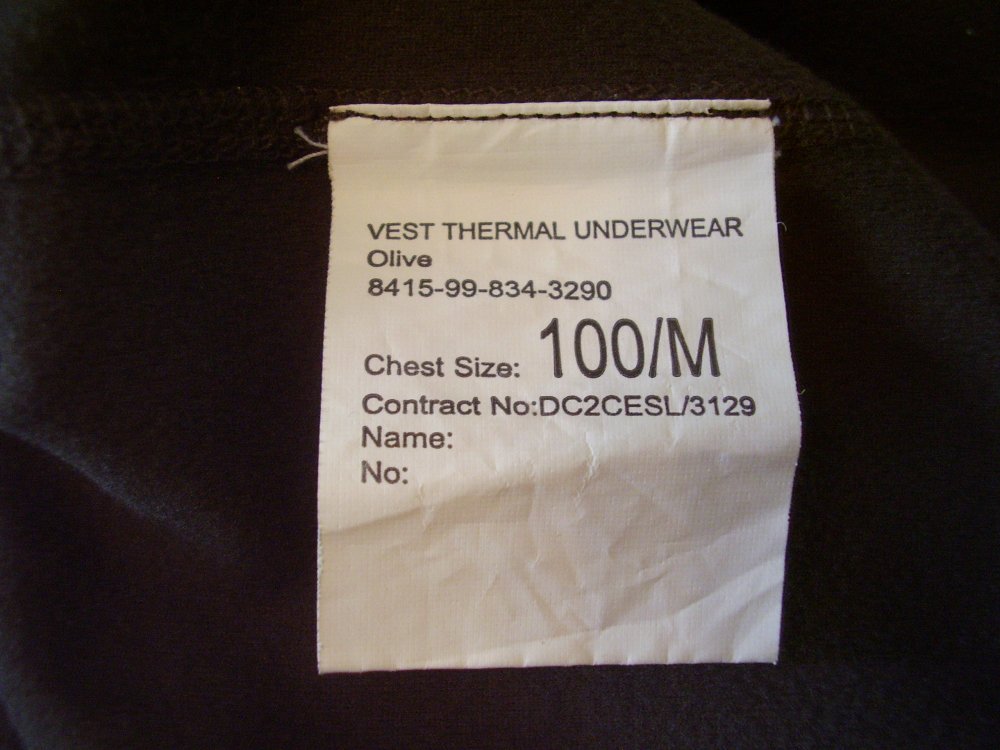 VEST THERMAL UNDERWEAR
Olive
8415-99-834-3290
Chest Size: 100/M
Contract No:DC2CESL/3129
Name:
No: